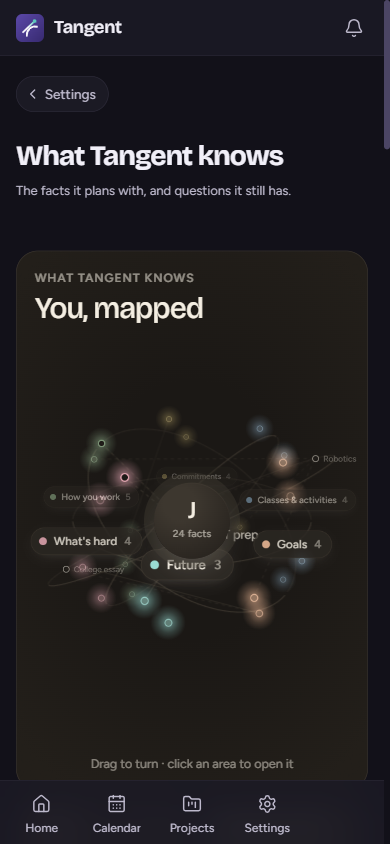 Tangent
Settings
What Tangent knows
The facts it plans with, and questions it still has.
WHAT TANGENT KNOWS
You, mapped
Robotics
Commitments 4
How you work 5
Classes & activities 4
J
24 facts
prep
What's hard 4
Goals 4
Future 3
College essay
Drag to turn · click an area to open it
Home
Calendar
Projects
Settings